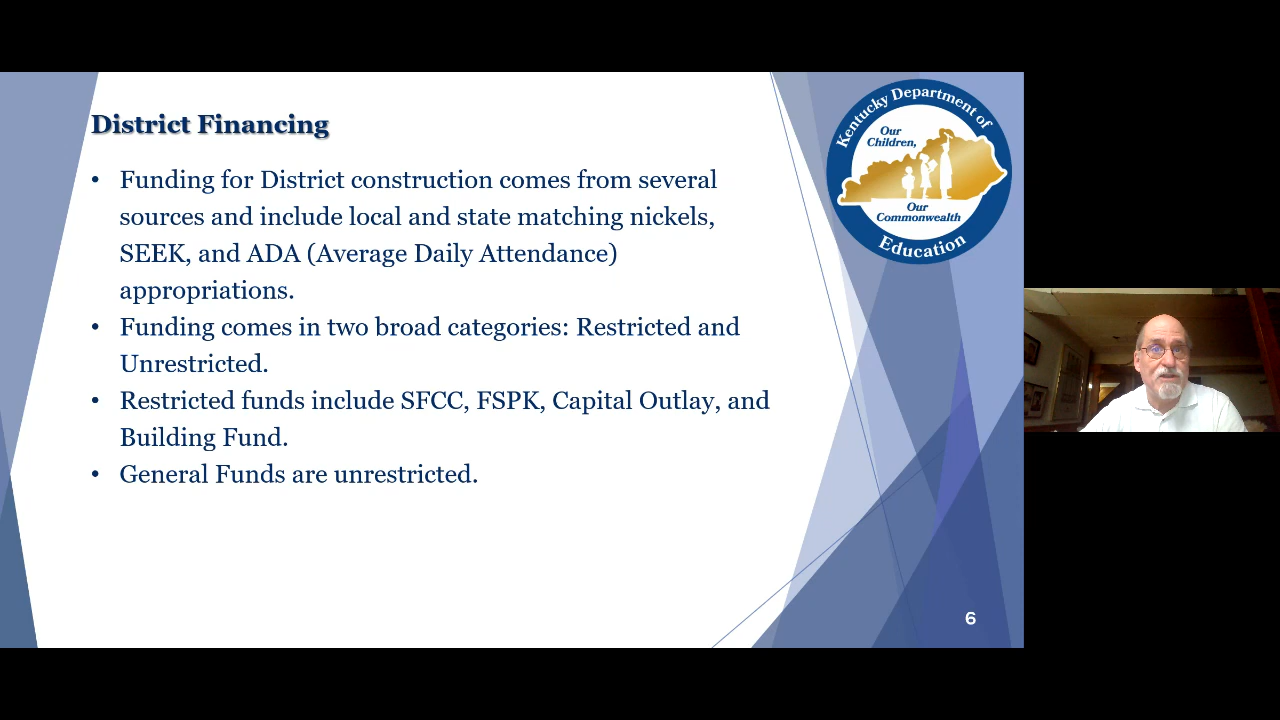 District Financing
• Funding for District construction comes from several
sources and include local and state matching nickels,
SEEK, and ADA (Average Daily Attendance)
appropriations.
• Funding comes in two broad categories: Restricted and
Unrestricted.
• Restricted funds include SFCC, FSPK, Capital Outlay, and
Building Fund.
• General Funds are unrestricted.
Kentucky Department of
Our
Children,
Our
Commonwealth
Education
6